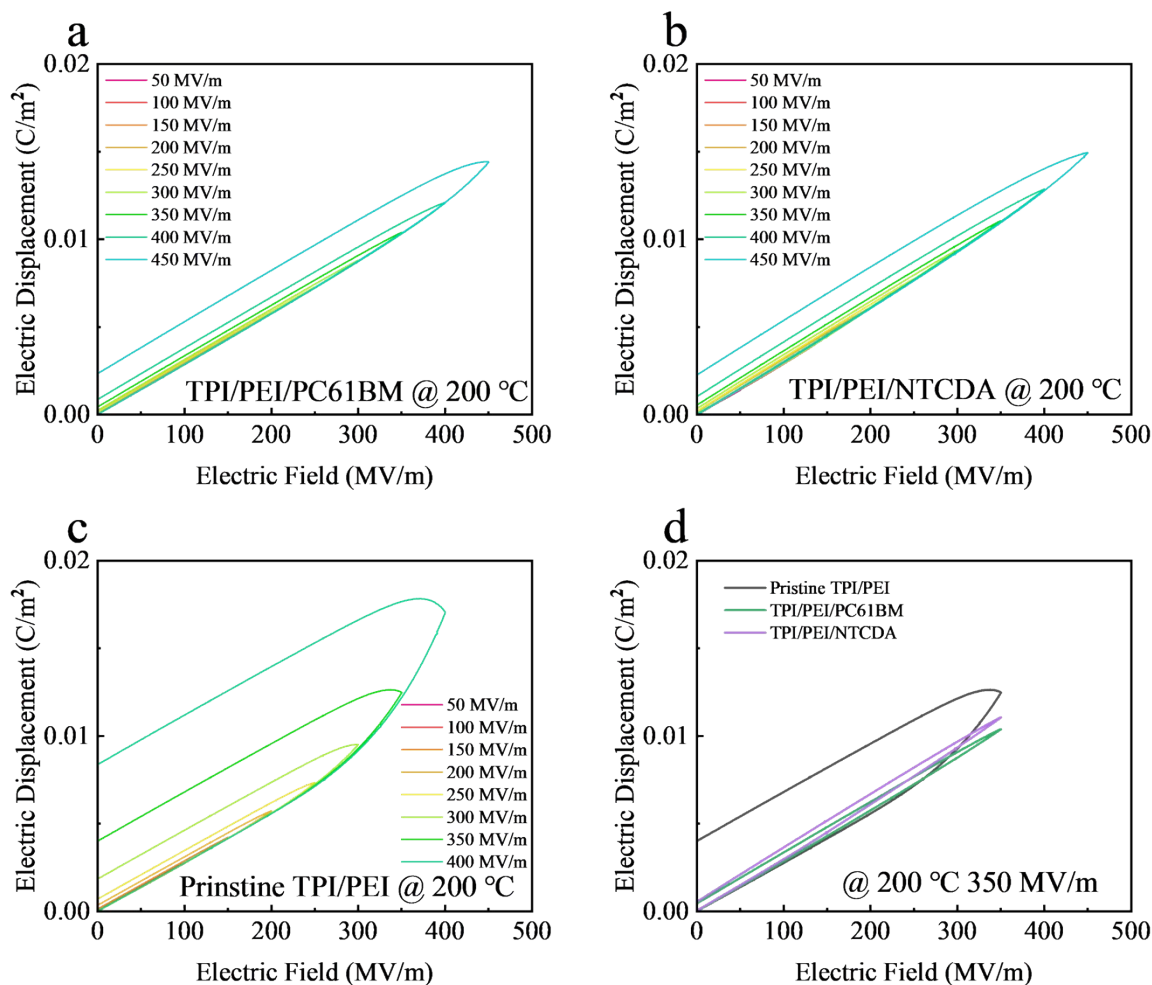 a
0.02
0.01
0.00
Electric Displacement (C/m²)
50 MV/m
100 MV/m
150 MV/m
200 MV/m
250 MV/m
300 MV/m
350 MV/m
400 MV/m
450 MV/m
TPI/PEI/PC61BM @ 200 ℃
0 100 200 300 400 500
Electric Field (MV/m)
b
0.02
0.01
0.00
Electric Displacement (C/m²)
50 MV/m
100 MV/m
150 MV/m
200 MV/m
250 MV/m
300 MV/m
350 MV/m
400 MV/m
450 MV/m
TPI/PEI/NTCDA @ 200 ℃
0 100 200 300 400 500
Electric Field (MV/m)
c
0.02
0.01
0.00
Electric Displacement (C/m²)
50 MV/m
100 MV/m
150 MV/m
200 MV/m
250 MV/m
300 MV/m
350 MV/m
400 MV/m
Prinstine TPI/PEI @ 200 ℃
0 100 200 300 400 500
Electric Field (MV/m)
d
0.02
0.01
0.00
Electric Displacement (C/m²)
Pristine TPI/PEI
TPI/PEI/PC61BM
TPI/PEI/NTCDA
@ 200 ℃ 350 MV/m
0 100 200 300 400 500
Electric Field (MV/m)